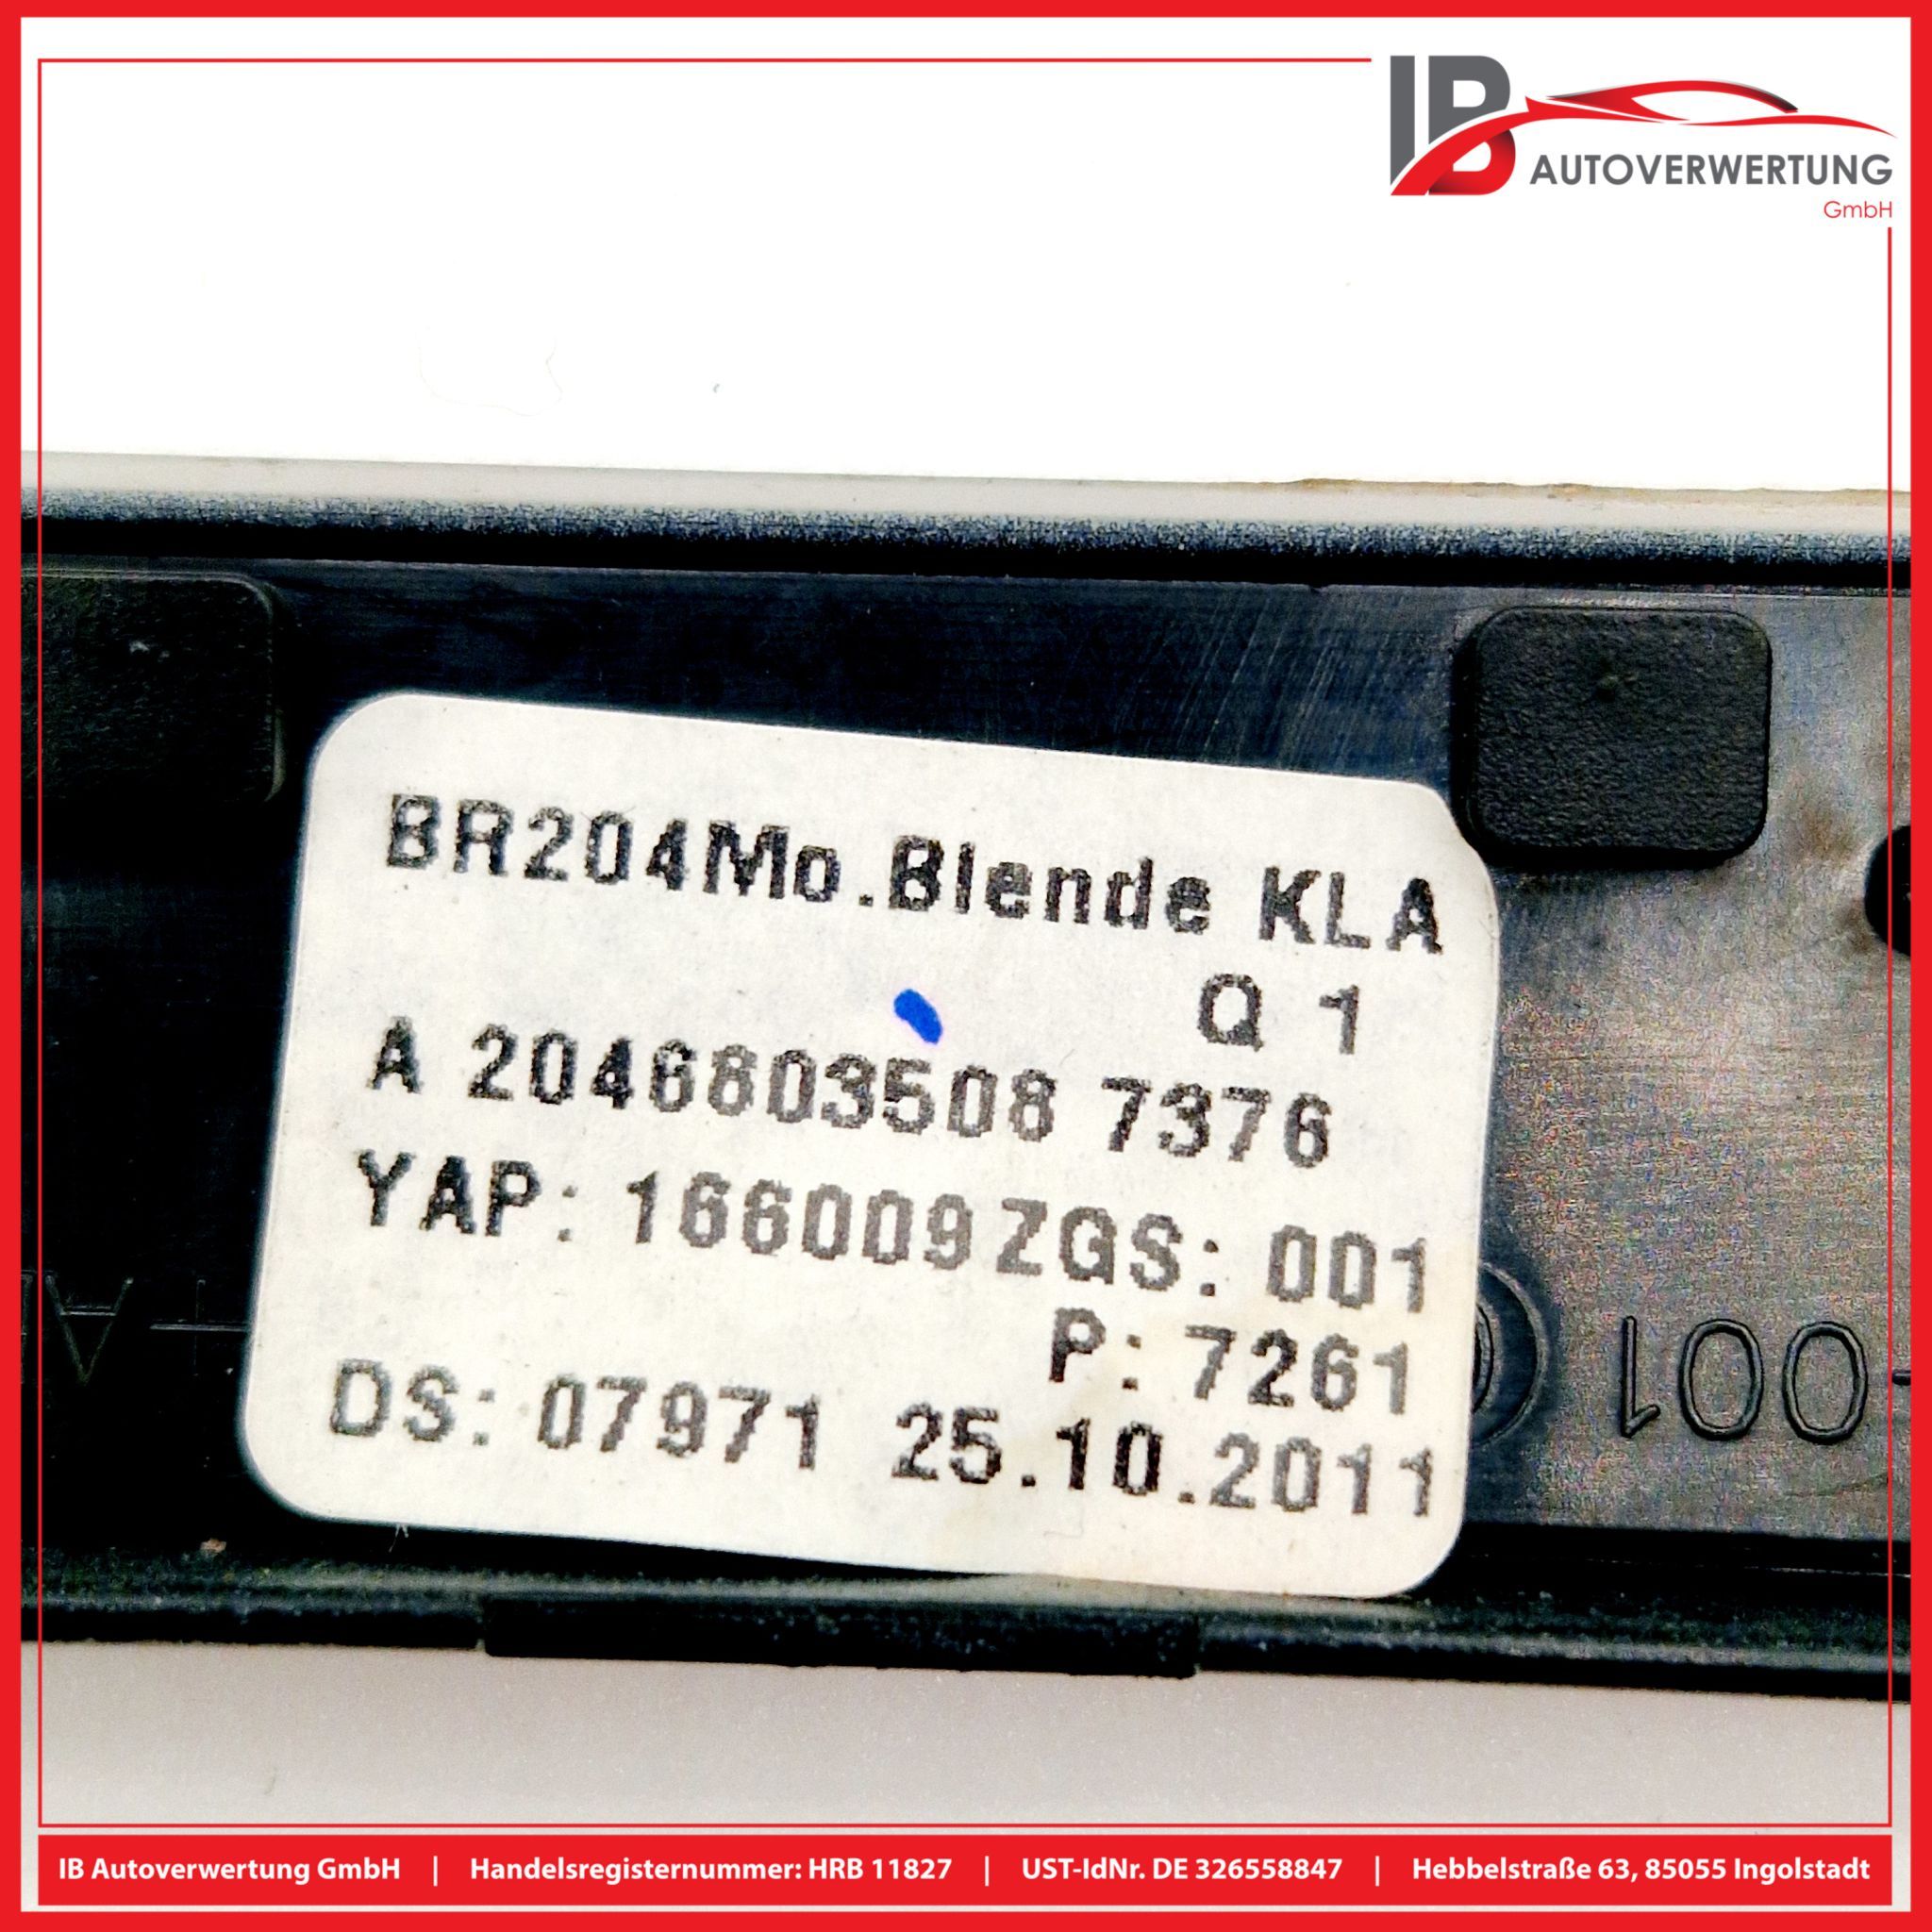 IB
AUTOVERWERTUNG
GmbH
BR204Mo.Blende KLA
Q 1
A 2046803508 7376
YAP: 166009ZGS: 001
P: 7261
DS: 07971 25.10.2011
001
IB Autoverwertung GmbH | Handelsregisternummer: HRB 11827 | UST-IdNr. DE 326558847 | Hebbelstraße 63, 85055 Ingolstadt